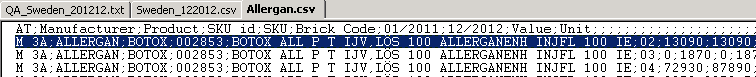 QA_Sweden_201212.txt Sweden_122012.csv Allergan.csv
AT;Manufacturer;Product;SKU id;SKU;Brick Code;01/2011;12/2012;Value;Unit;;;;;;;;;;;;;;;;;;;;
M 3A;ALLERGAN;BOTOX;002853;BOTOX ALL P T IJV,LOS 100 ALLERGANENH INJFL 100 IE;02;13090;13090;
M 3A;ALLERGAN;BOTOX;002853;BOTOX ALL P T IJV,LOS 100 ALLERGANENH INJFL 100 IE;03;0;1870;0;18
M 3A;ALLERGAN;BOTOX;002853;BOTOX ALL P T IJV,LOS 100 ALLERGANENH INJFL 100 IE;04;72930;87890